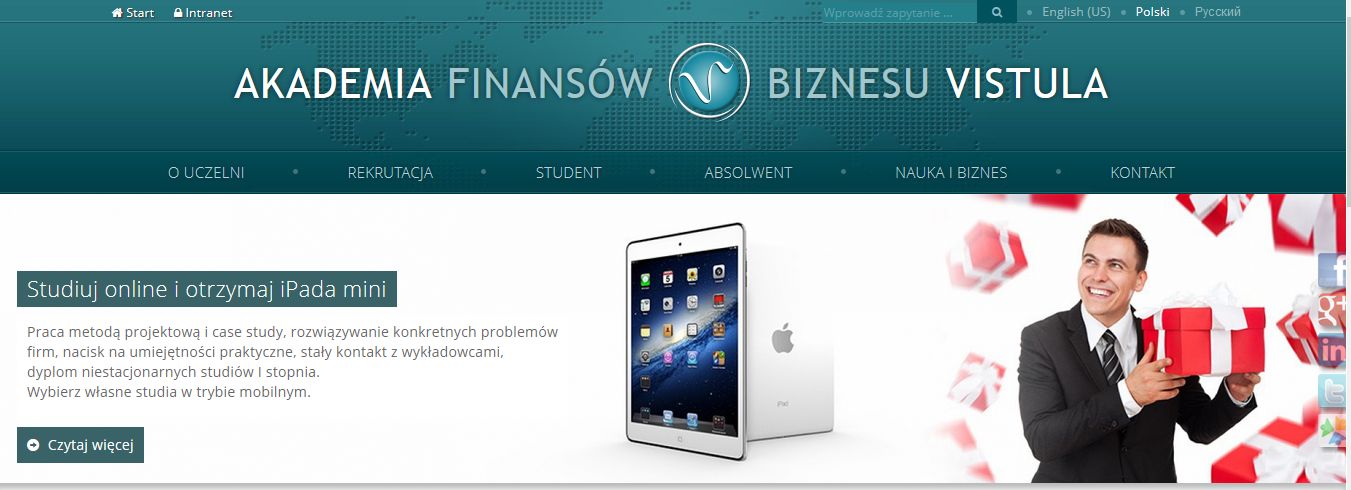 Start
Intranet
Wprowadź zapytanie ...
English (US)
Polski
Русский
AKADEMIA FINANSÓW
BIZNESU VISTULA
O UCZELNI
REKRUTACJA
STUDENT
ABSOLWENT
NAUKA I BIZNES
KONTAKT
Studiuj online i otrzymaj iPada mini
Praca metodą projektową i case study, rozwiązywanie konkretnych problemów
firm, nacisk na umiejętności praktyczne, stały kontakt z wykładowcami,
dyplom niestacjonarnych studiów I stopnia.
Wybierz własne studia w trybie mobilnym.
Czytaj więcej
iPad
f
g+
in
t